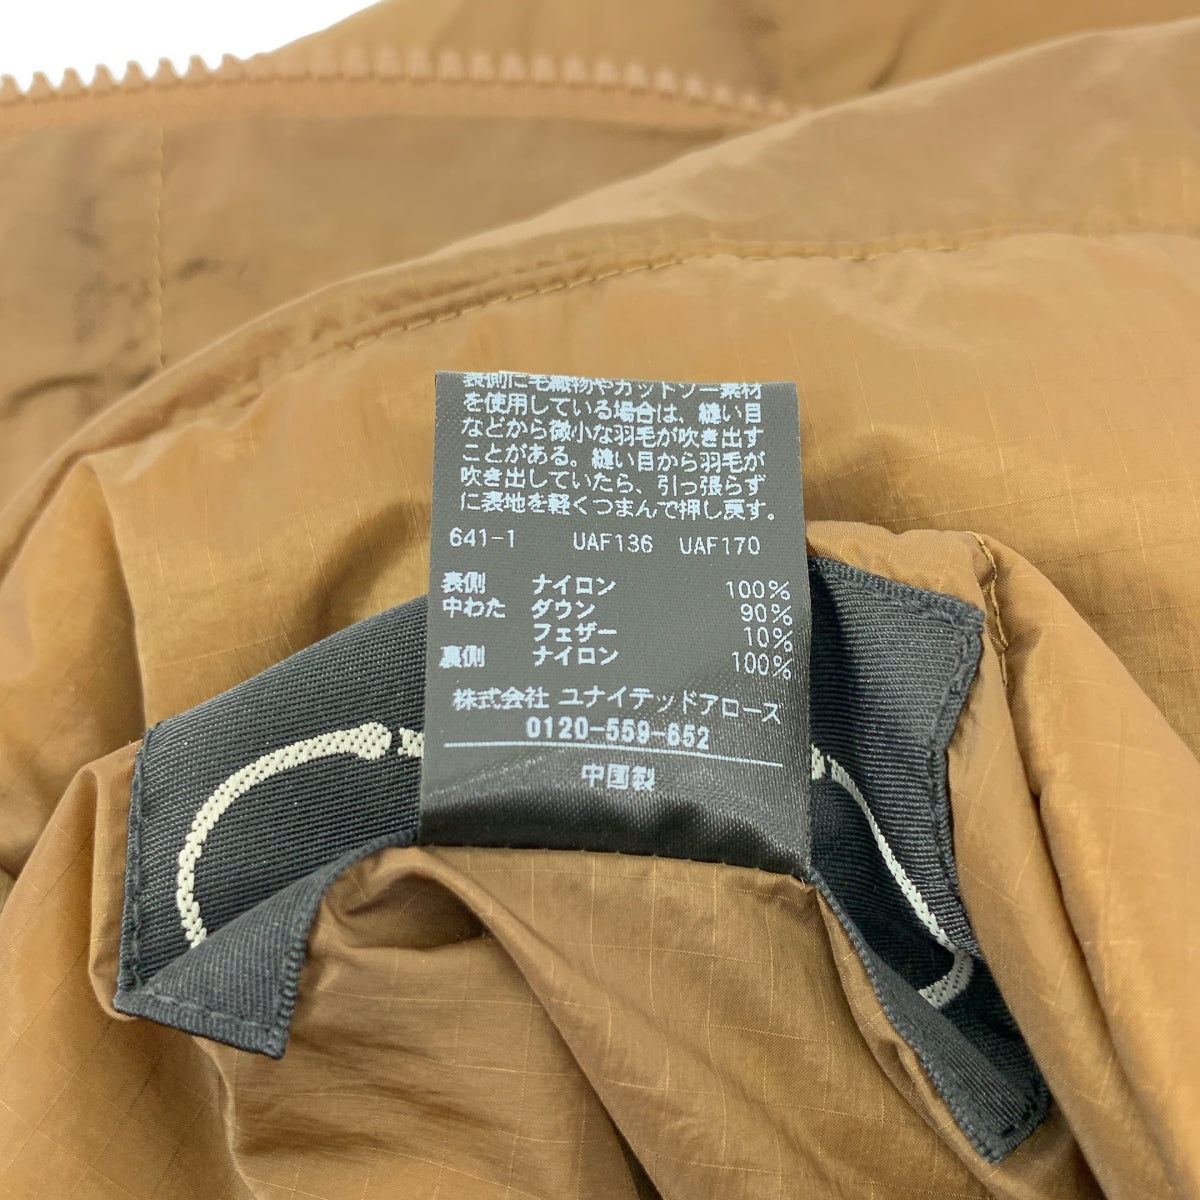 表側に毛織物やカットソー素材
を使用している場合は、縫い目
などから微小な羽毛が吹き出す
ことがある。縫い目から羽毛が
吹き出していたら、引っ張らず
に表地を軽くつまんで押し戻す。
641-1 UAF136 UAF170
表側 ナイロン 100%
中わた ダウン 90%
フェザー 10%
裏側 ナイロン 100%
株式会社 ユナイテッドアローズ
0120-559-652
中国製